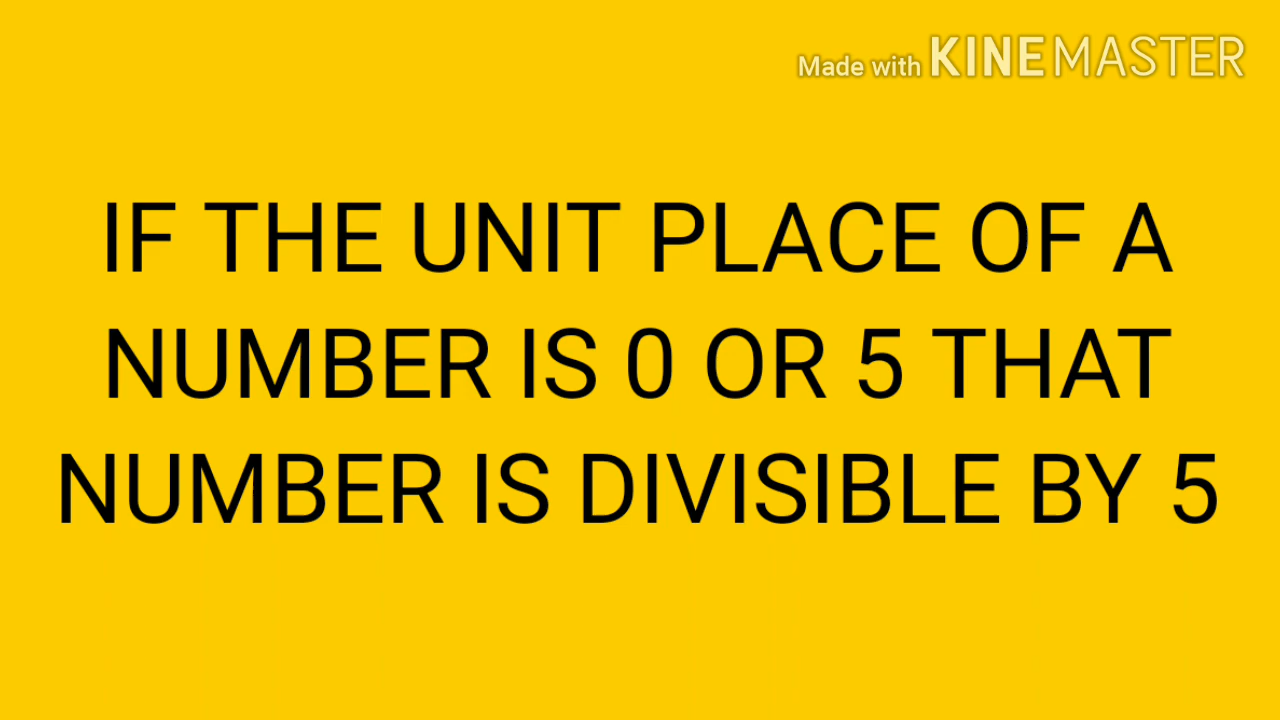 Made with KINEMASTER
IF THE UNIT PLACE OF A
NUMBER IS 0 OR 5 THAT
NUMBER IS DIVISIBLE BY 5